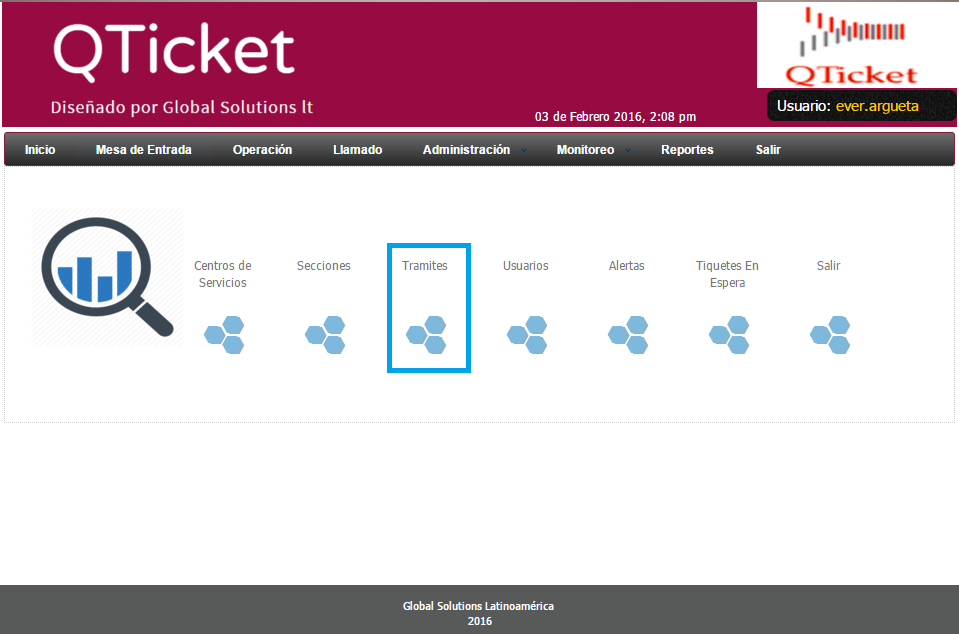 QTicket
Diseñado por Global Solutions lt
QTicket
03 de Febrero 2016, 2:08 pm
Usuario: ever.argueta
Inicio Mesa de Entrada Operación Llamado Administración Monitoreo Reportes Salir
Centros de Servicios
Secciones
Tramites
Usuarios
Alertas
Tiquetes En Espera
Salir
Global Solutions Latinoamérica
2016